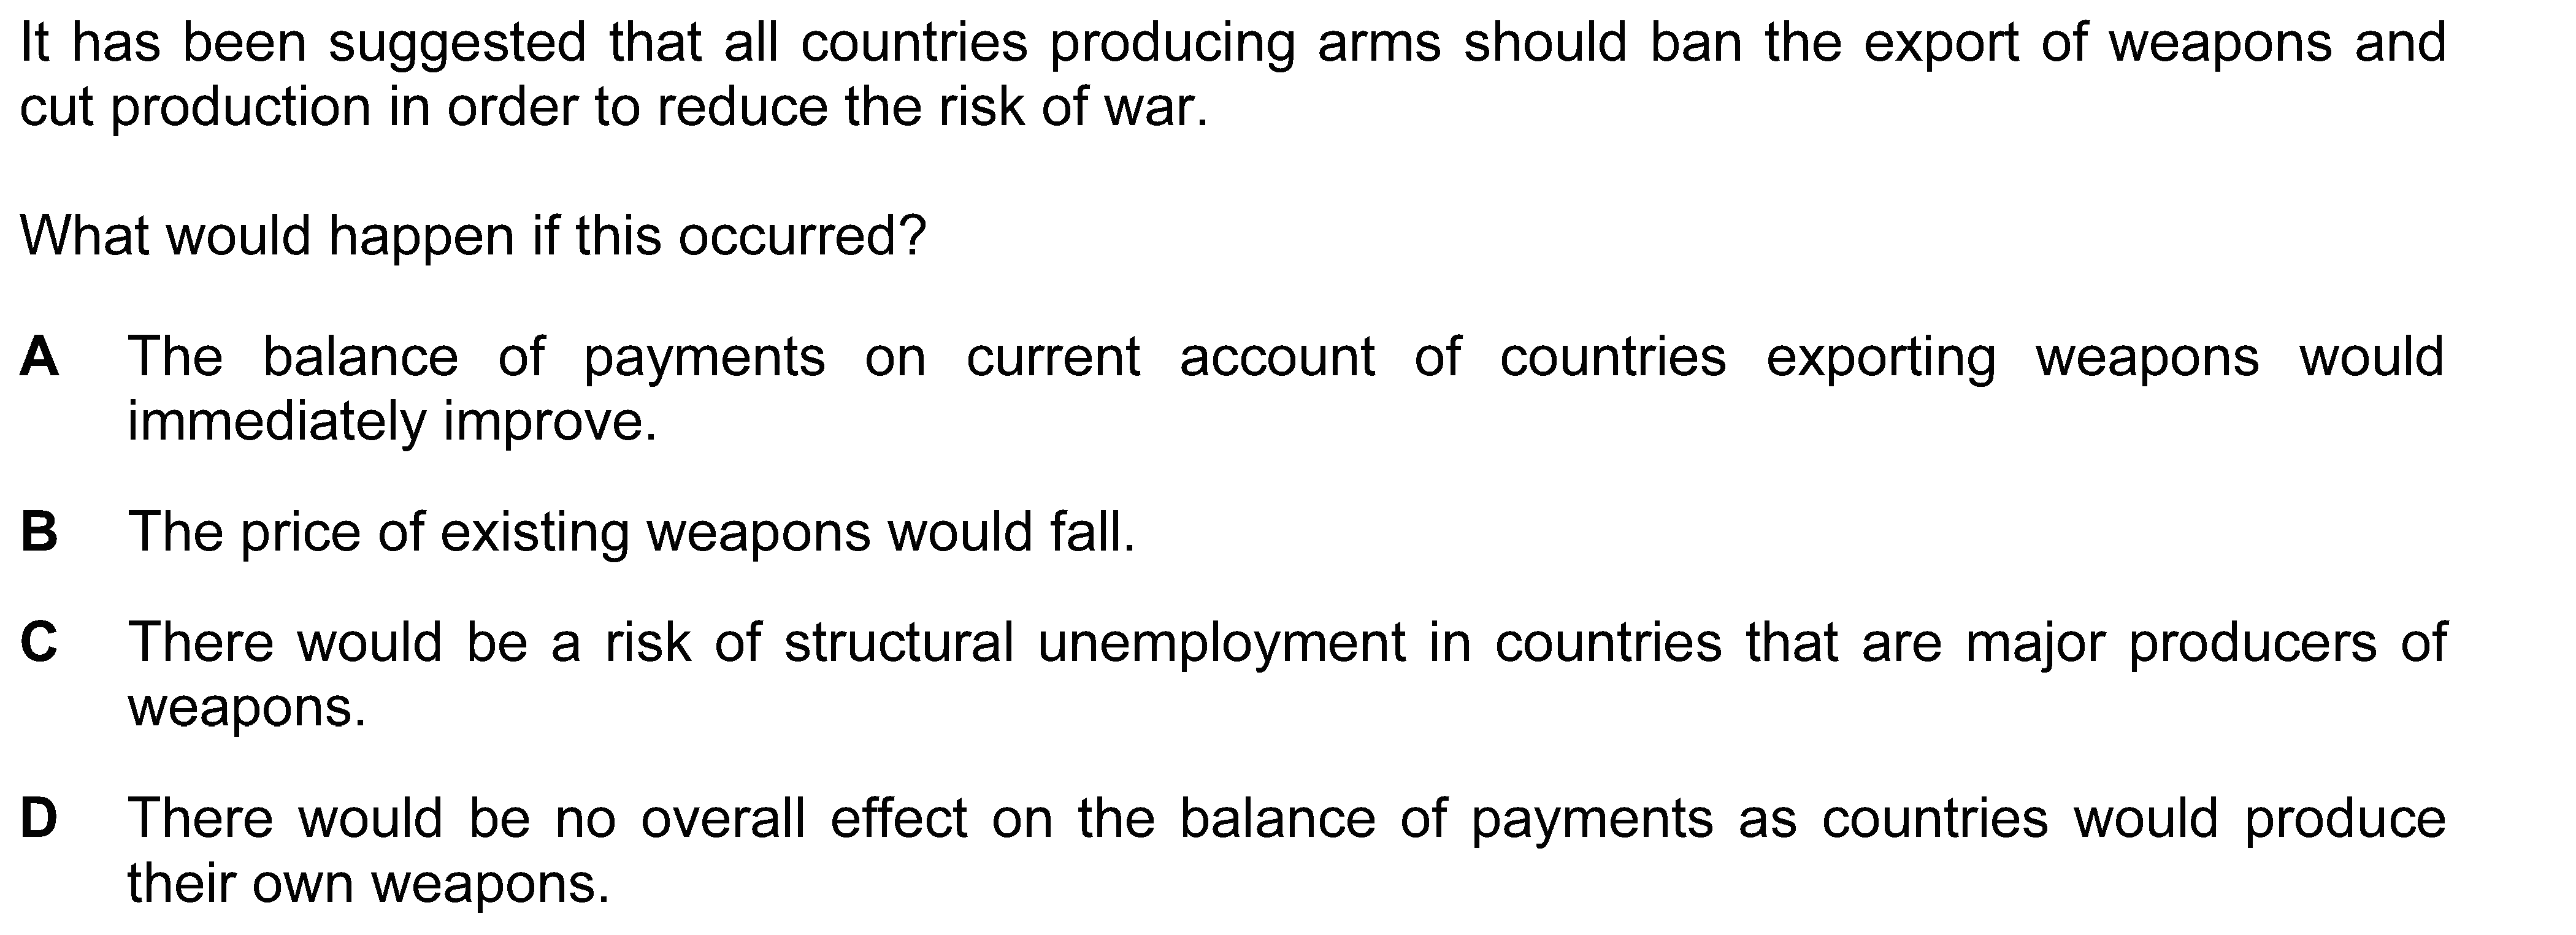 It has been suggested that all countries producing arms should ban the export of weapons and
cut production in order to reduce the risk of war.
What would happen if this occurred?
A The balance of payments on current account of countries exporting weapons would
immediately improve.
B The price of existing weapons would fall.
C There would be a risk of structural unemployment in countries that are major producers of
weapons.
D There would be no overall effect on the balance of payments as countries would produce
their own weapons.